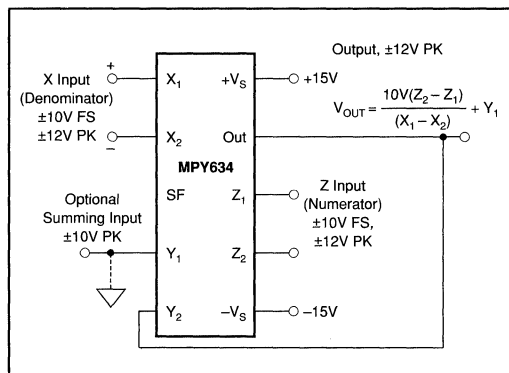 Output, ±12V PK
+
X Input
(Denominator)
±10V FS
±12V PK
–
X1
X2
MPY634
SF
Y1
Y2
+VS
Out
Z1
Z2
–VS
+15V
VOUT = 10V(Z2 – Z1) / (X1 – X2) + Y1
Z Input
(Numerator)
±10V FS,
±12V PK
Optional
Summing Input
±10V PK
–15V